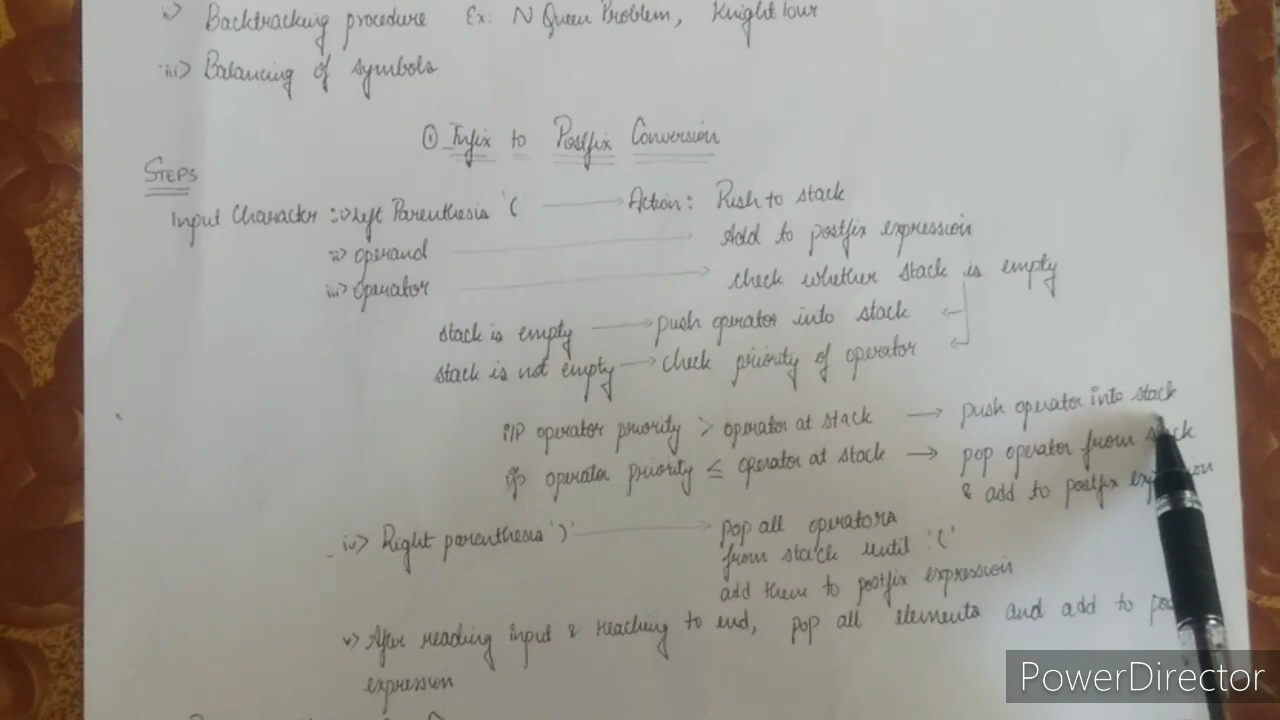 ii> Backtracking procedure Ex: N Queen Problem, Knight Tour
iii> Balancing of symbols
① Infix to Postfix Conversion
STEPS
Input Character : i> Left Parenthesis '( → Action: Push to stack
ii> operand Add to postfix expression
iii> operator → check whether stack is empty
stack is empty → push operator into stack
stack is not empty → check priority of operator
i/P operator priority > operator at stack → push operator into stack
i/p operator priority ≤ operator at stack → pop operator from stack
& add to postfix
iv> Right parenthesis ')' → pop all operators
from stack until '('
add them to postfix expression
v> After reading input & reaching to end, pop all elements and add to
expression
PowerDirector